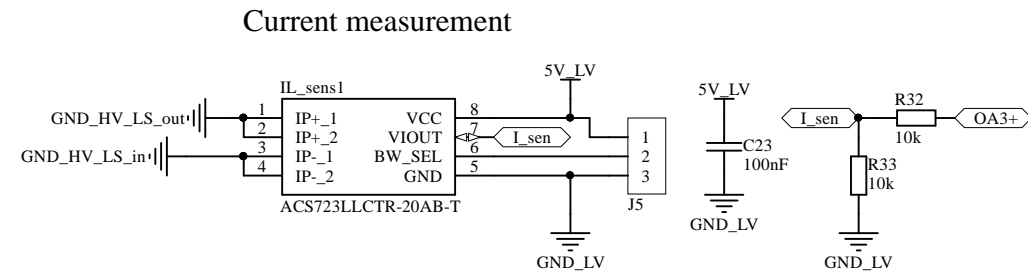 Current measurement
IL_sens1
GND_HV_LS_out
GND_HV_LS_in
1
2
3
4
IP+_1
IP+_2
IP-_1
IP-_2
VCC
VIOUT
BW_SEL
GND
8
7
6
5
ACS723LLCTR-20AB-T
5V_LV
I_sen
1
2
3
J5
GND_LV
5V_LV
C23
100nF
GND_LV
I_sen
R32
10k
OA3+
R33
10k
GND_LV